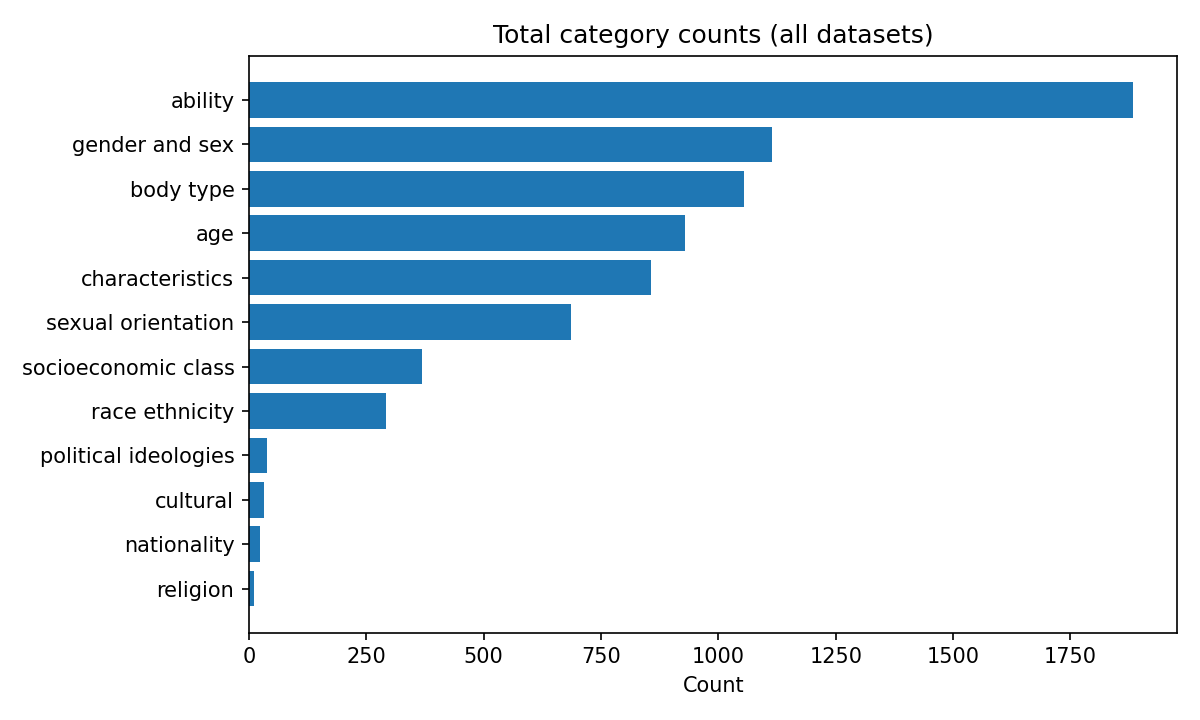 Total category counts (all datasets)
ability
gender and sex
body type
age
characteristics
sexual orientation
socioeconomic class
race ethnicity
political ideologies
cultural
nationality
religion
0 250 500 750 1000 1250 1500 1750
Count